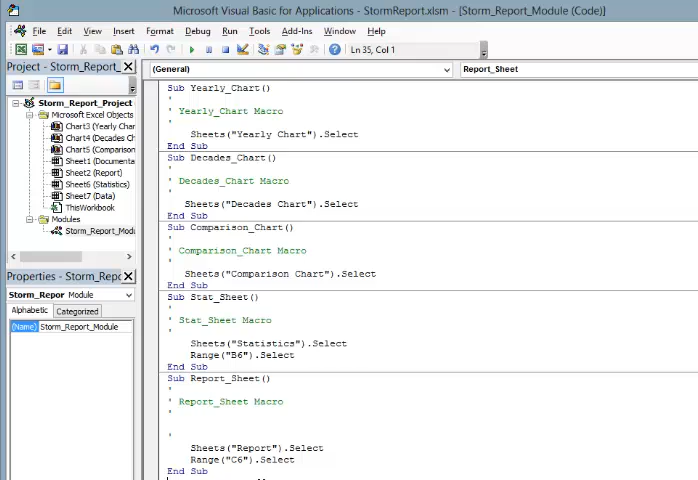 Microsoft Visual Basic for Applications - StormReport.xlsm - [Storm_Report_Module (Code)]
File Edit View Insert Format Debug Run Tools Add-Ins Window Help
Ln 35, Col 1
Project - Storm_Report_
(General) Report_Sheet
Storm_Report_Project
Microsoft Excel Objects
Chart3 (Yearly Char
Chart4 (Decades Ch
Chart5 (Comparison
Sheet1 (Documenta
Sheet2 (Report)
Sheet6 (Statistics)
Sheet7 (Data)
ThisWorkbook
Modules
Storm_Report_Modu
Properties - Storm_Repo
Storm_Repor Module
Alphabetic Categorized
(Name) Storm_Report_Module
Sub Yearly_Chart()
'
' Yearly_Chart Macro
'
Sheets("Yearly Chart").Select
End Sub
Sub Decades_Chart()
'
' Decades_Chart Macro
'
Sheets("Decades Chart").Select
End Sub
Sub Comparison_Chart()
'
' Comparison_Chart Macro
'
Sheets("Comparison Chart").Select
End Sub
Sub Stat_Sheet()
'
' Stat_Sheet Macro
'
Sheets("Statistics").Select
Range("B6").Select
End Sub
Sub Report_Sheet()
'
' Report_Sheet Macro
'
'
Sheets("Report").Select
Range("C6").Select
End Sub